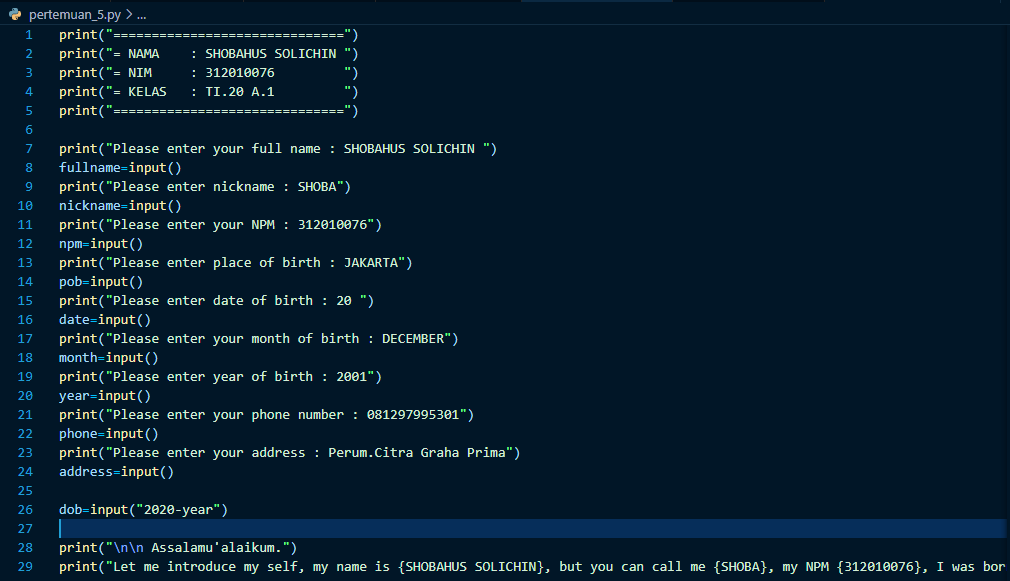 pertemuan_5.py > ...
1 print("==============================")
2 print("= NAMA    : SHOBAHUS SOLICHIN ")
3 print("= NIM     : 312010076         ")
4 print("= KELAS   : TI.20 A.1         ")
5 print("==============================")
6
7 print("Please enter your full name : SHOBAHUS SOLICHIN ")
8 fullname=input()
9 print("Please enter nickname : SHOBA")
10 nickname=input()
11 print("Please enter your NPM : 312010076")
12 npm=input()
13 print("Please enter place of birth : JAKARTA")
14 pob=input()
15 print("Please enter date of birth : 20 ")
16 date=input()
17 print("Please enter your month of birth : DECEMBER")
18 month=input()
19 print("Please enter year of birth : 2001")
20 year=input()
21 print("Please enter your phone number : 081297995301")
22 phone=input()
23 print("Please enter your address : Perum.Citra Graha Prima")
24 address=input()
25
26 dob=input("2020-year")
27
28 print("\n\n Assalamu'alaikum.")
29 print("Let me introduce my self, my name is {SHOBAHUS SOLICHIN}, but you can call me {SHOBA}, my NPM {312010076}, I was bor